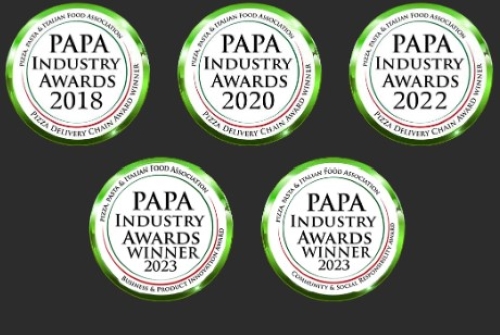 PIZZA, PASTA & ITALIAN FOOD ASSOCIATION
PAPA
INDUSTRY
AWARDS
2018
PIZZA DELIVERY CHAIN AWARD WINNER
PIZZA, PASTA & ITALIAN FOOD ASSOCIATION
PAPA
INDUSTRY
AWARDS
2020
PIZZA DELIVERY CHAIN AWARD WINNER
PIZZA, PASTA & ITALIAN FOOD ASSOCIATION
PAPA
INDUSTRY
AWARDS
2022
PIZZA DELIVERY CHAIN AWARD WINNER
PIZZA, PASTA & ITALIAN FOOD ASSOCIATION
PAPA
INDUSTRY
AWARDS
WINNER
2023
BUSINESS & PRODUCT INNOVATION AWARD
PIZZA, PASTA & ITALIAN FOOD ASSOCIATION
PAPA
INDUSTRY
AWARDS
WINNER
2023
COMMUNITY & SOCIAL RESPONSIBILITY AWARD